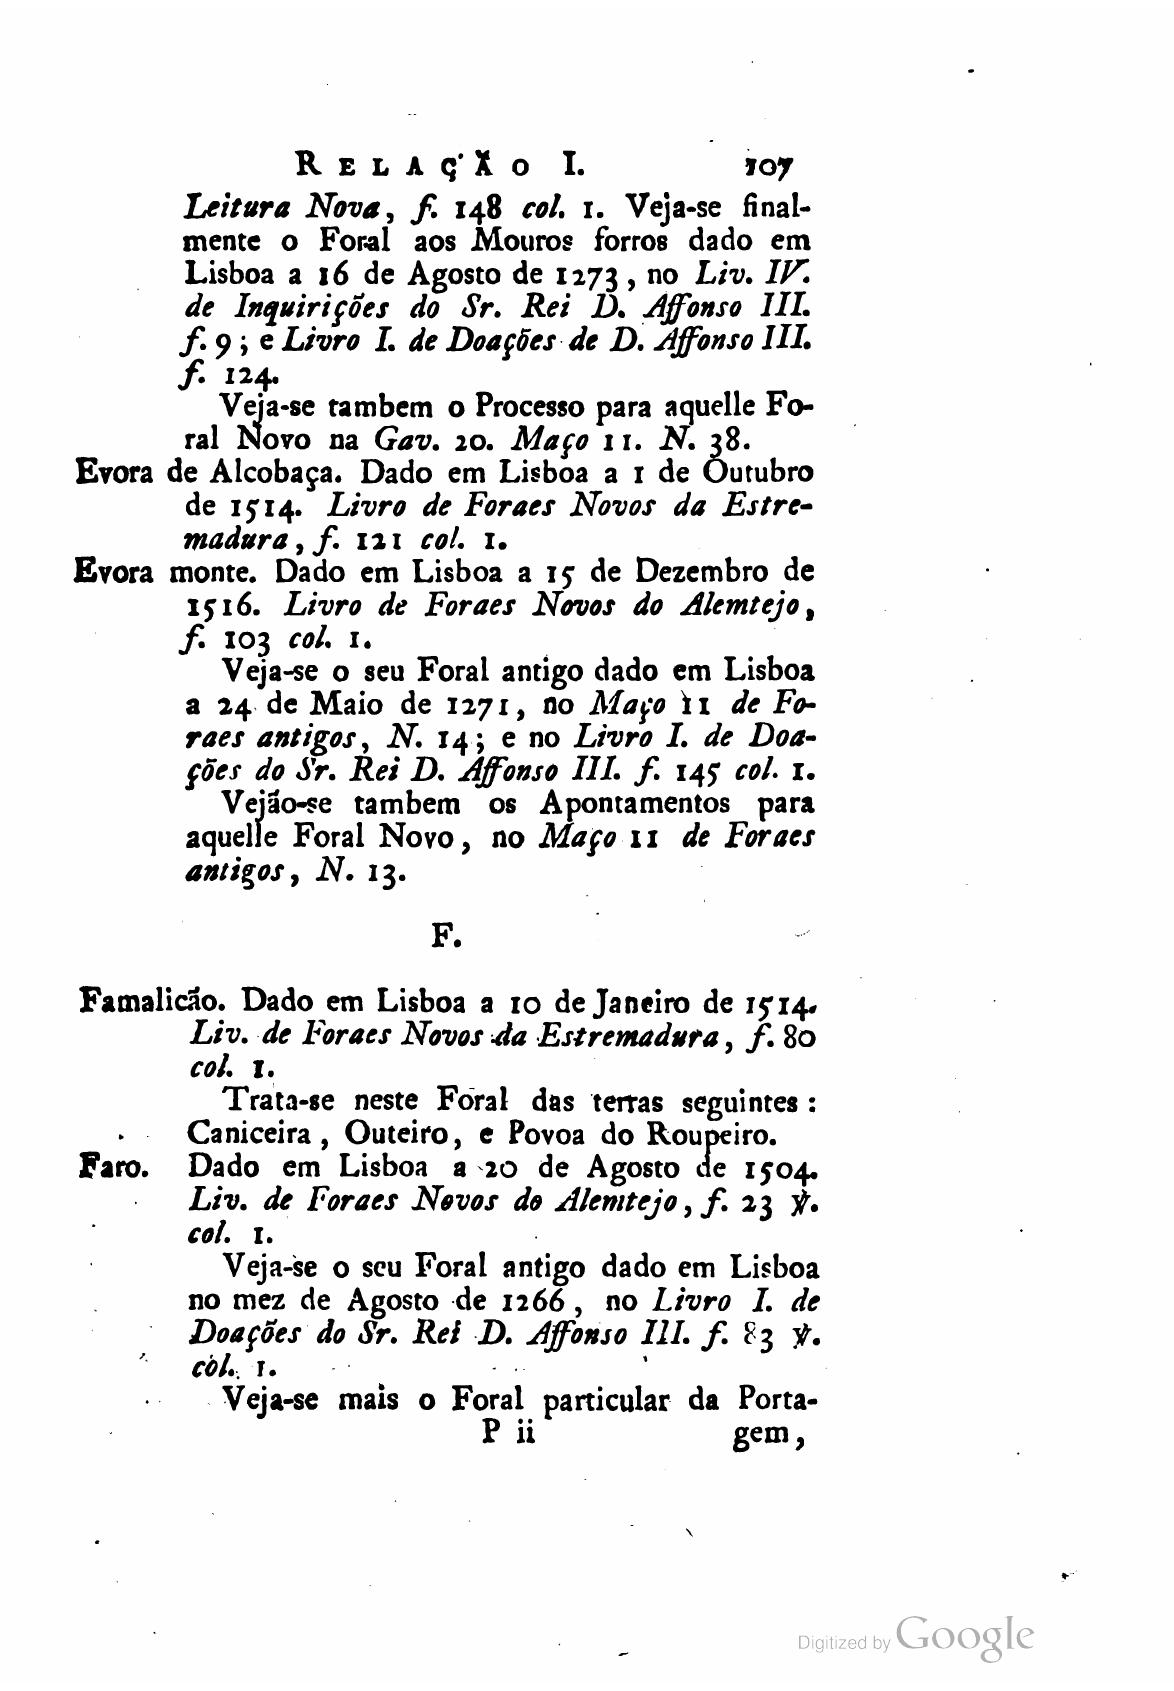 RELAÇÃO I. 107
Leitura Nova, f. 148 col. 1. Veja-se final-
mente o Foral aos Mouros forros dado em
Lisboa a 16 de Agosto de 1273, no Liv. IV.
de Inquirições do Sr. Rei D. Affonso III.
f. 9; e Livro I. de Doações de D. Affonso III.
f. 124.
Veja-se tambem o Processo para aquelle Fo-
ral Novo na Gav. 20. Maço 11. N. 38.
Evora de Alcobaça. Dado em Lisboa a 1 de Outubro
de 1514. Livro de Foraes Novos da Estre-
madura, f. 121 col. 1.
Evora monte. Dado em Lisboa a 15 de Dezembro de
1516. Livro de Foraes Novos do Alemtejo,
f. 103 col. 1.
Veja-se o seu Foral antigo dado em Lisboa
a 24 de Maio de 1271, no Maço 11 de Fo-
raes antigos, N. 14; e no Livro I. de Doa-
ções do Sr. Rei D. Affonso III. f. 145 col. 1.
Vejão-se tambem os Apontamentos para
aquelle Foral Novo, no Maço 11 de Foraes
antigos, N. 13.
F.
Famalicão. Dado em Lisboa a 10 de Janeiro de 1514.
Liv. de Foraes Novos da Estremadura, f. 80
col. 1.
Trata-se neste Foral das terras seguintes:
Caniceira, Outeiro, e Povoa do Roupeiro.
Faro. Dado em Lisboa a 20 de Agosto de 1504.
Liv. de Foraes Novos do Alemtejo, f. 23 ℣.
col. 1.
Veja-se o seu Foral antigo dado em Lisboa
no mez de Agosto de 1266, no Livro I. de
Doações do Sr. Rei D. Affonso III. f. 83 ℣.
col. 1.
Veja-se mais o Foral particular da Porta-
P ii gem,
Digitized by Google